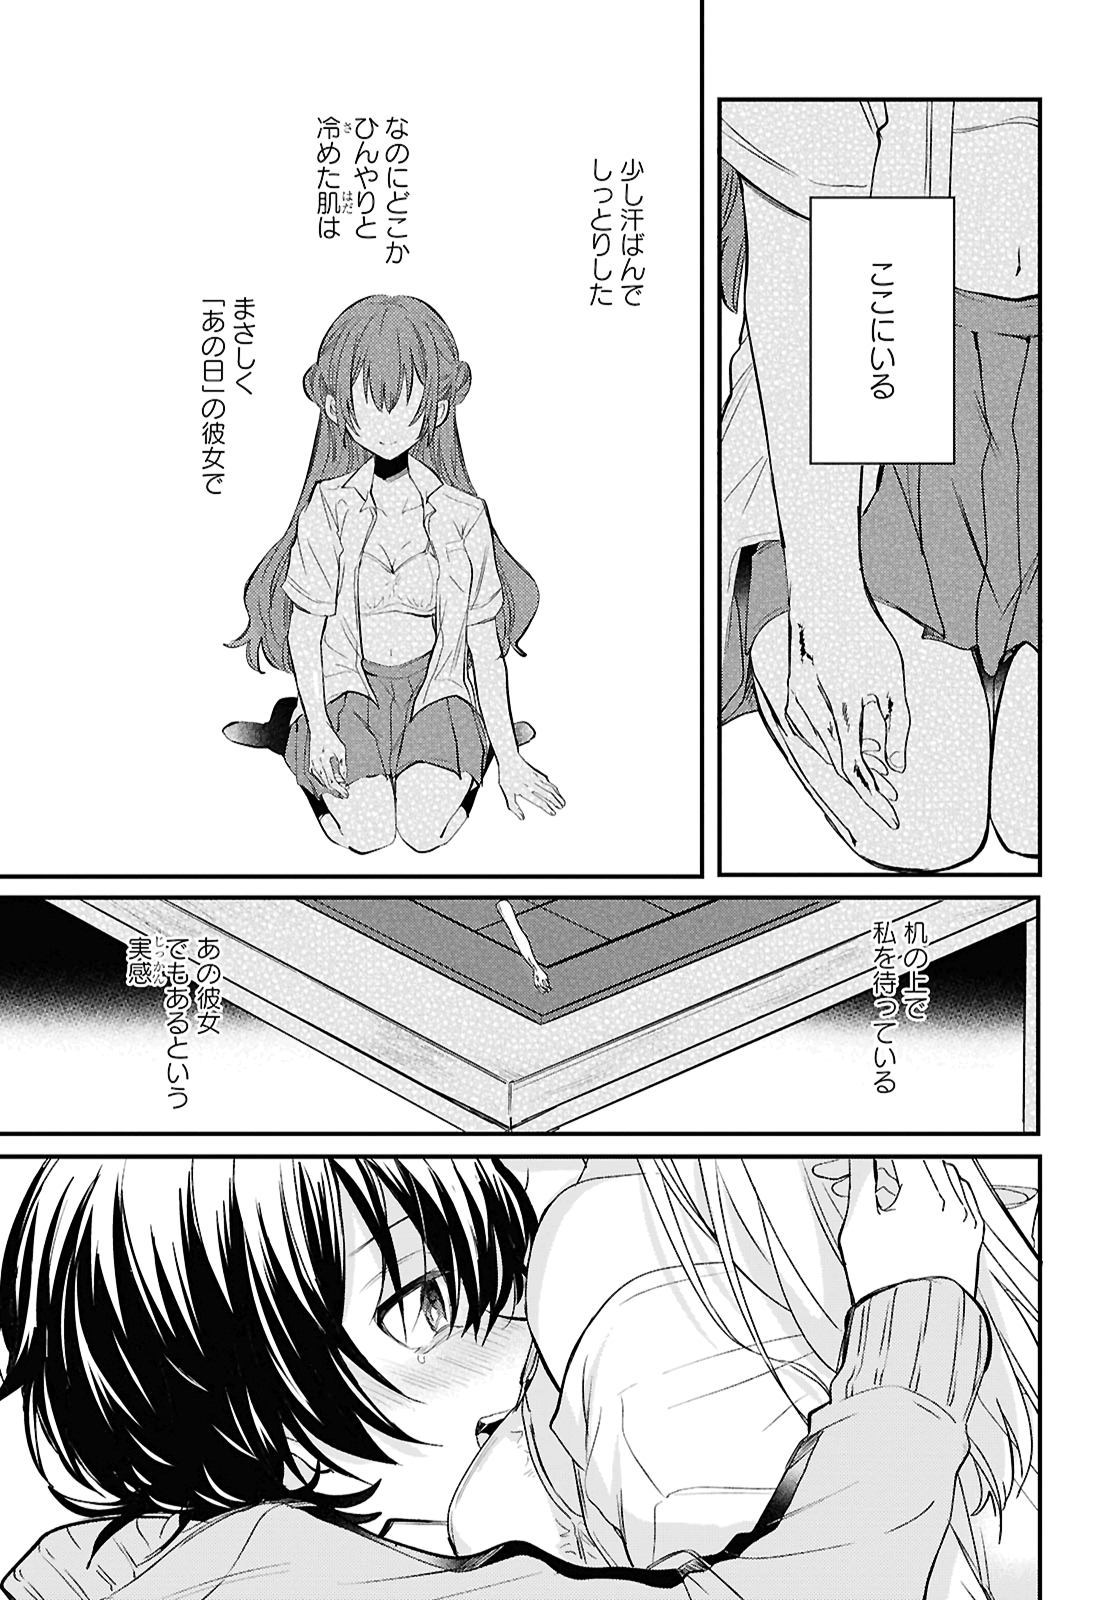 ここにいる
少し汗ばんで
しっとりした
なのにどこか
ひんやりと
冷めた肌は
まさしく
「あの日」の彼女で
机の上で
私を待っている
あの彼女
でもあるという
実感